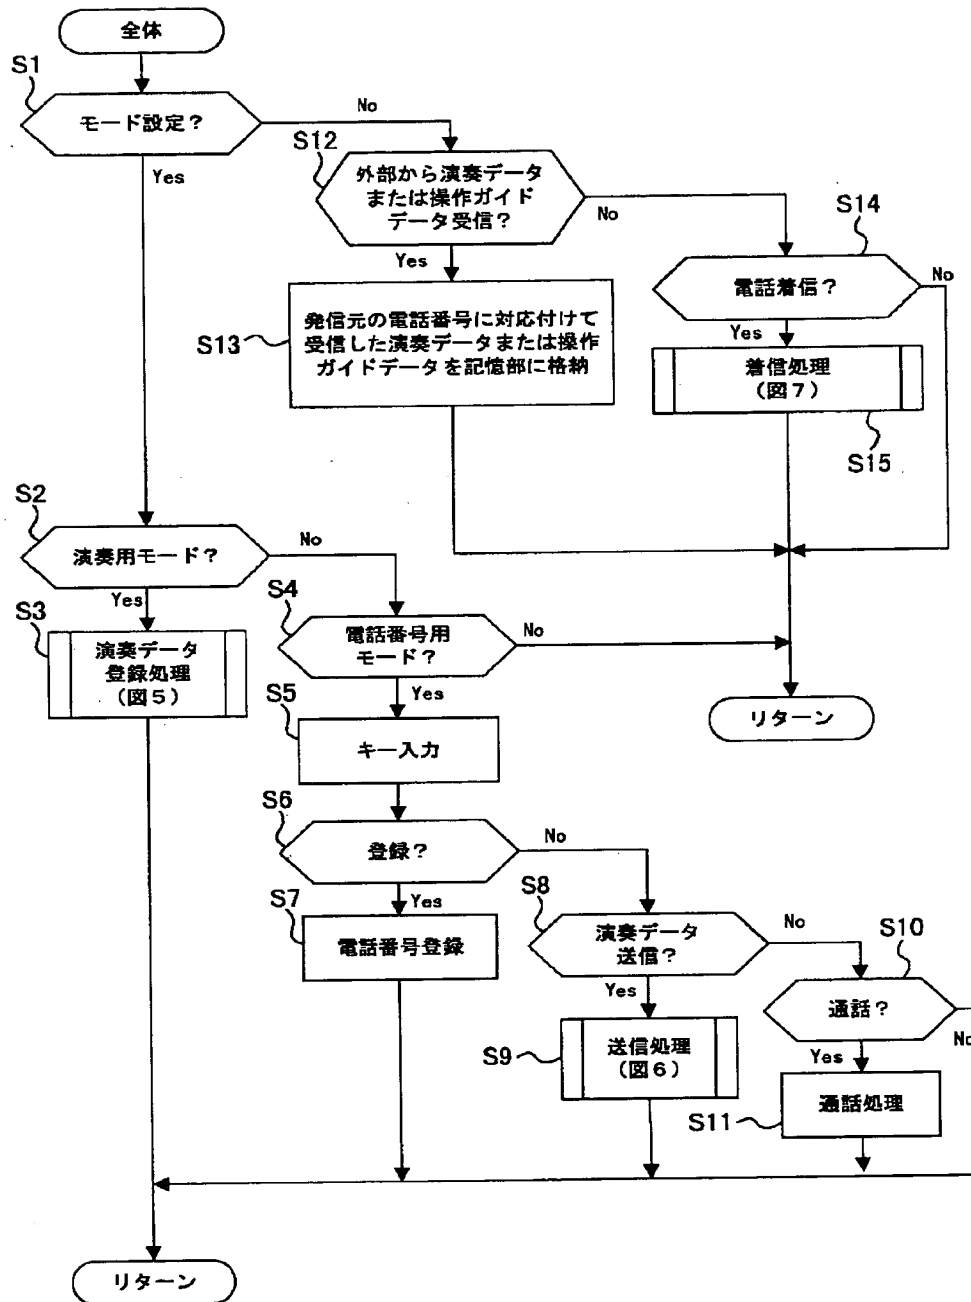 全体
S1
モード設定？
No
Yes
S12
外部から演奏データ
または操作ガイド
データ受信？
No
Yes
S14
電話着信？
No
Yes
S13
発信元の電話番号に対応付けて
受信した演奏データまたは操作
ガイドデータを記憶部に格納
着信処理
（図７）
S15
S2
演奏用モード？
No
Yes
S3
演奏データ
登録処理
（図５）
S4
電話番号用
モード？
No
Yes
リターン
S5
キー入力
S6
登録？
No
Yes
S7
電話番号登録
S8
演奏データ
送信？
No
Yes
S9
送信処理
（図６）
S10
通話？
No
Yes
S11
通話処理
リターン